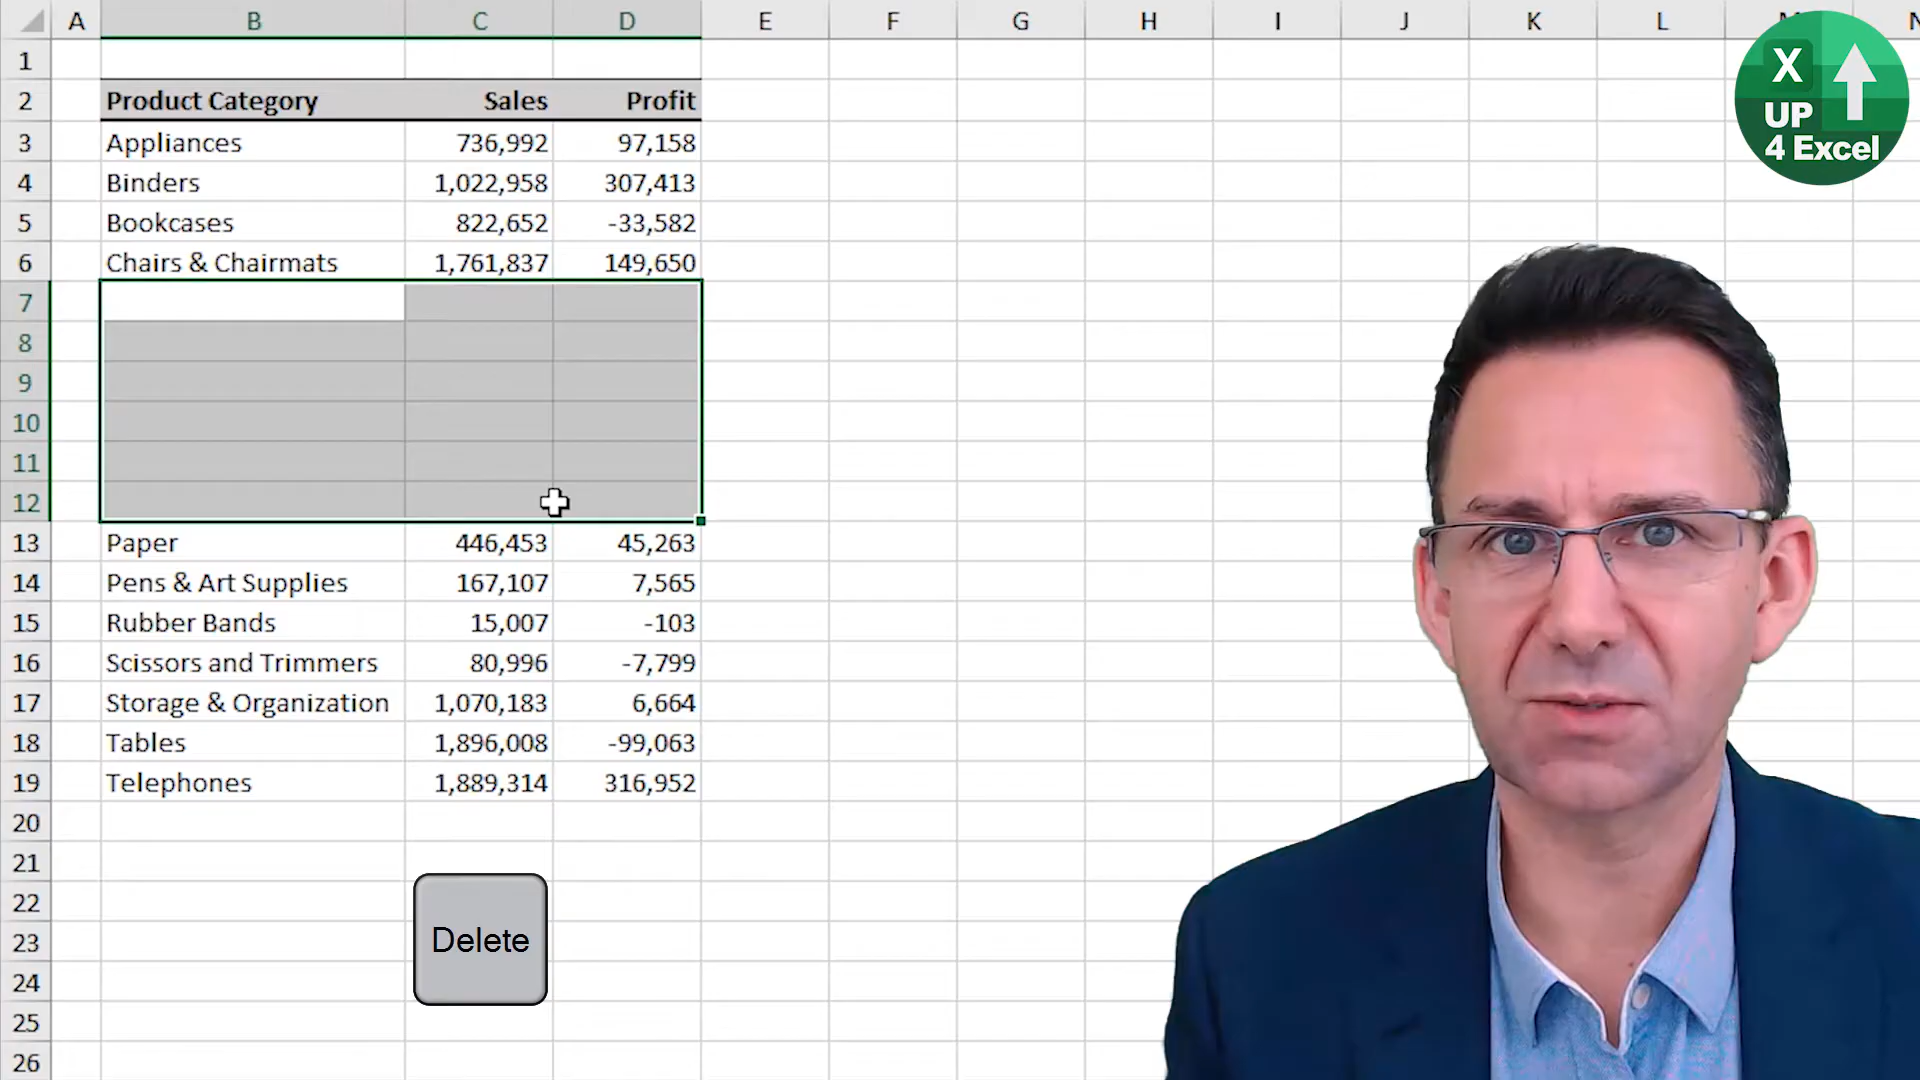 A B C D E F G H I J K L
X
UP
4 Excel
1
2 Product Category Sales Profit
3 Appliances 736,992 97,158
4 Binders 1,022,958 307,413
5 Bookcases 822,652 -33,582
6 Chairs & Chairmats 1,761,837 149,650
7
8
9
10
11
12
13 Paper 446,453 45,263
14 Pens & Art Supplies 167,107 7,565
15 Rubber Bands 15,007 -103
16 Scissors and Trimmers 80,996 -7,799
17 Storage & Organization 1,070,183 6,664
18 Tables 1,896,008 -99,063
19 Telephones 1,889,314 316,952
20
21
22
23
Delete
24
25
26